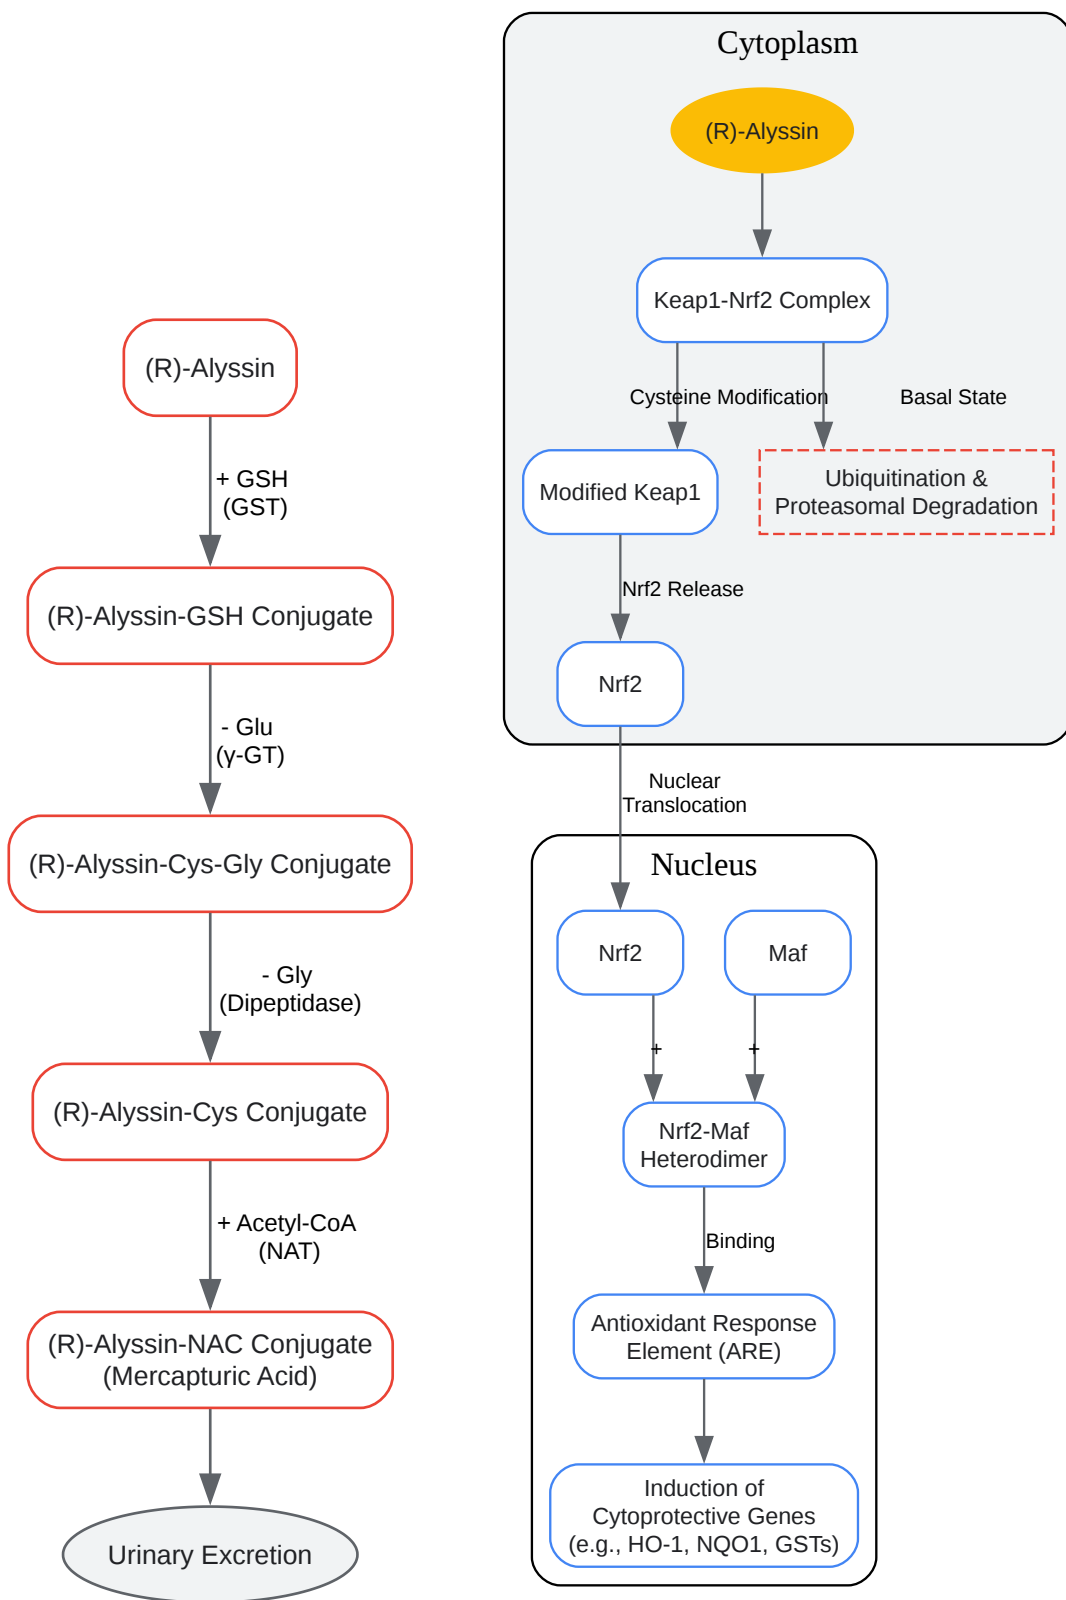 (R)-Alyssin
+ GSH
(GST)
(R)-Alyssin-GSH Conjugate
- Glu
(γ-GT)
(R)-Alyssin-Cys-Gly Conjugate
- Gly
(Dipeptidase)
(R)-Alyssin-Cys Conjugate
+ Acetyl-CoA
(NAT)
(R)-Alyssin-NAC Conjugate
(Mercapturic Acid)
Urinary Excretion
Cytoplasm
(R)-Alyssin
Keap1-Nrf2 Complex
Cysteine Modification
Basal State
Modified Keap1
Ubiquitination &
Proteasomal Degradation
Nrf2 Release
Nrf2
Nuclear
Translocation
Nucleus
Nrf2
Maf
+
+
Nrf2-Maf
Heterodimer
Binding
Antioxidant Response
Element (ARE)
Induction of
Cytoprotective Genes
(e.g., HO-1, NQO1, GSTs)